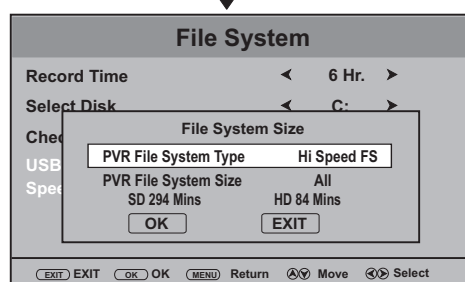 File System
Record Time 6 Hr.
Select Disk C:
File System Size
PVR File System Type Hi Speed FS
PVR File System Size All
SD 294 Mins HD 84 Mins
OK EXIT
USB
EXIT EXIT OK OK MENU Return Move Select